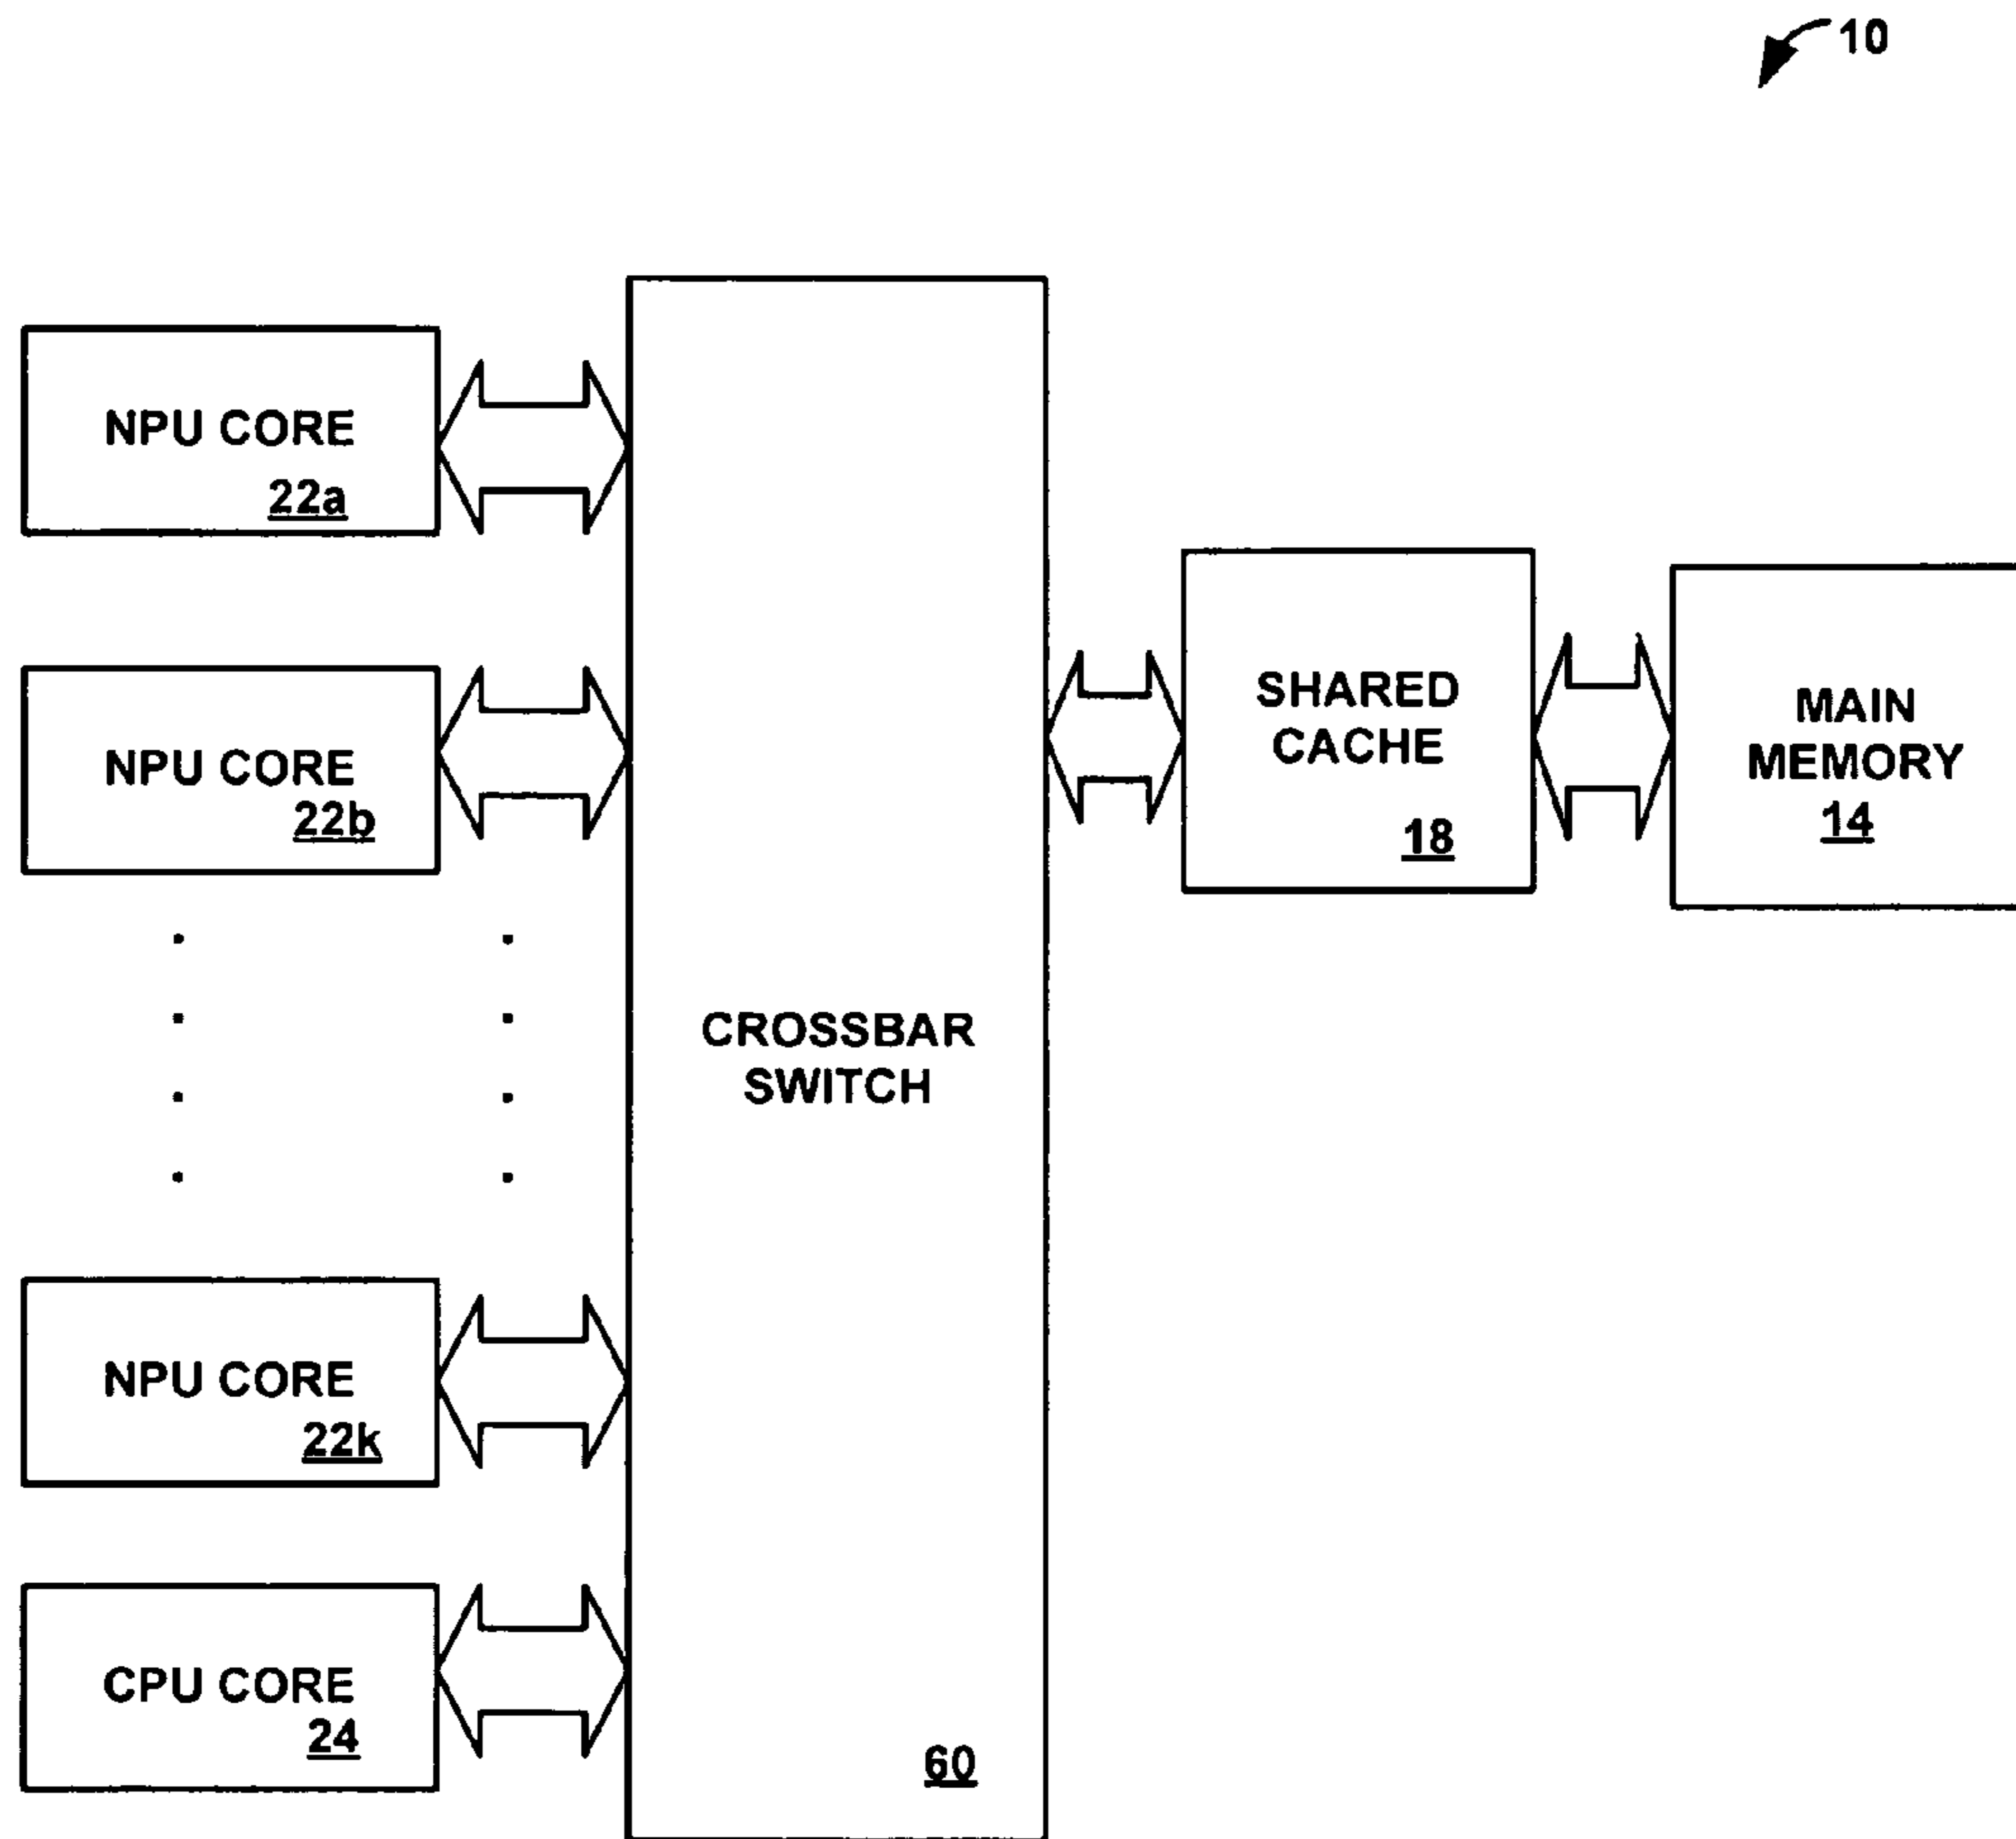 10
NPU CORE
22a
NPU CORE
22b
SHARED
CACHE
18
MAIN
MEMORY
14
CROSSBAR
SWITCH
60
NPU CORE
22k
CPU CORE
24